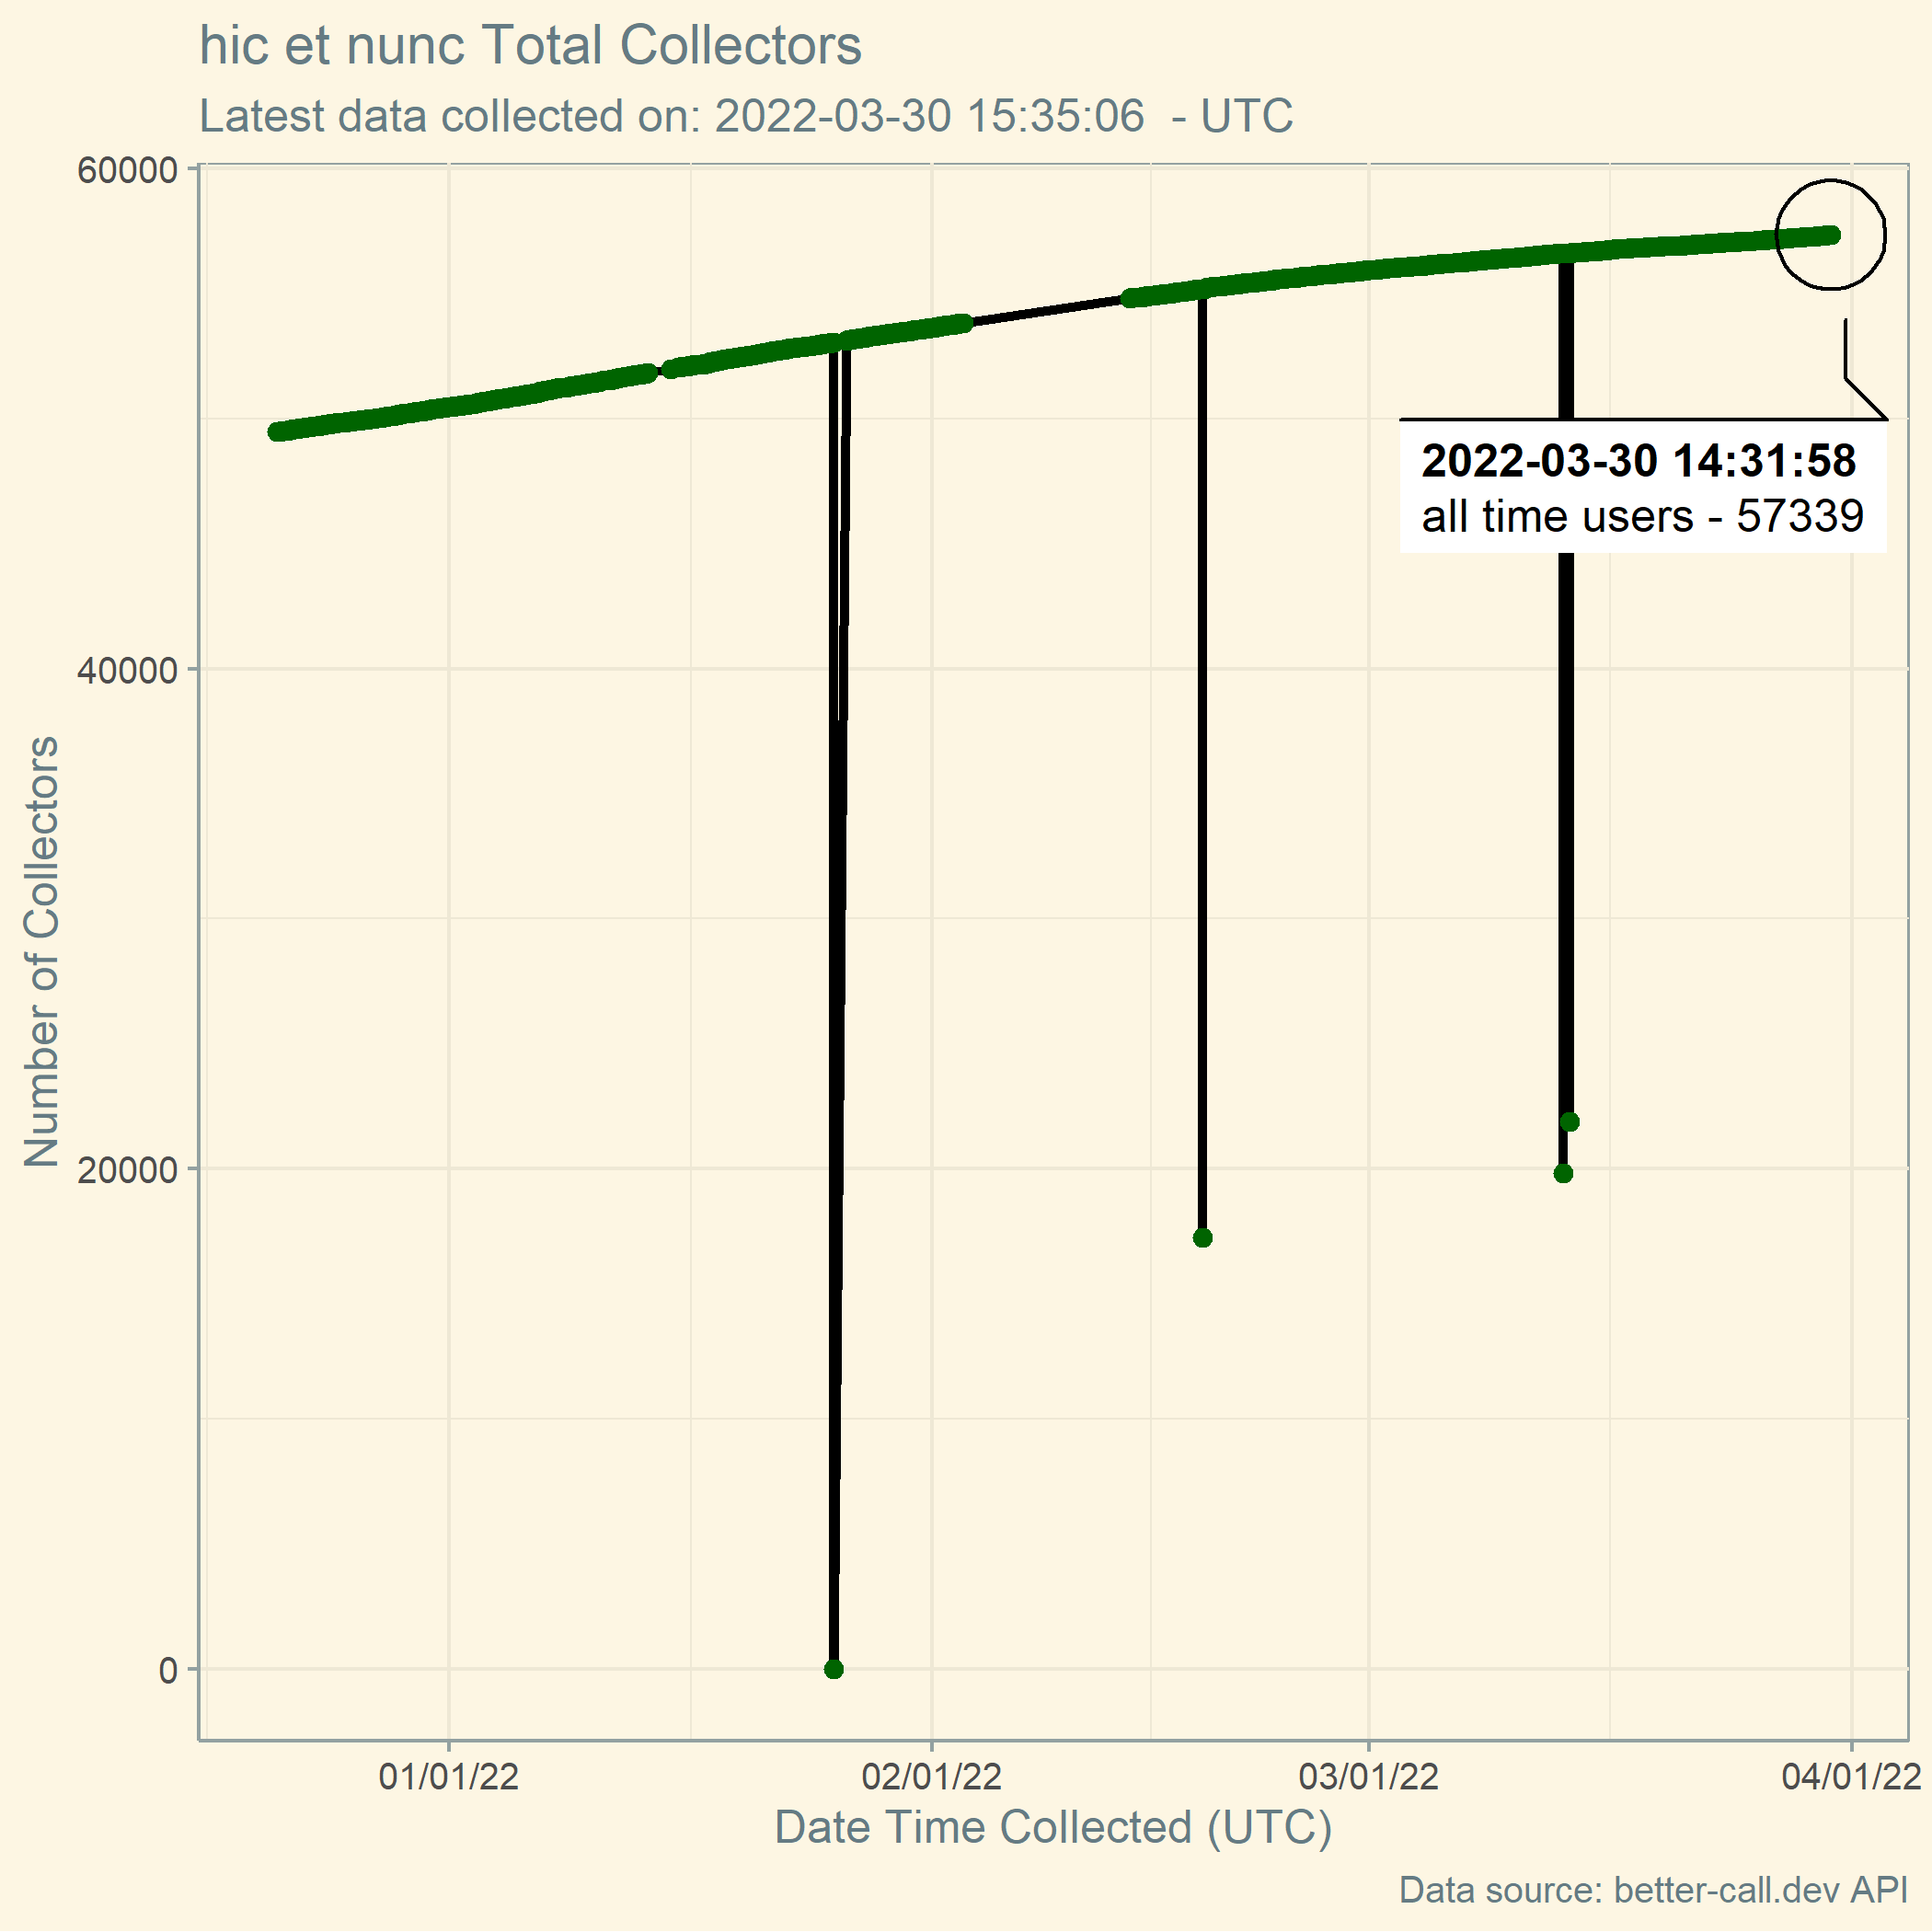 hic et nunc Total Collectors
Latest data collected on: 2022-03-30 15:35:06  - UTC
60000
40000
20000
0
Number of Collectors
2022-03-30 14:31:58
all time users - 57339
01/01/22
02/01/22
03/01/22
04/01/22
Date Time Collected (UTC)
Data source: better-call.dev API